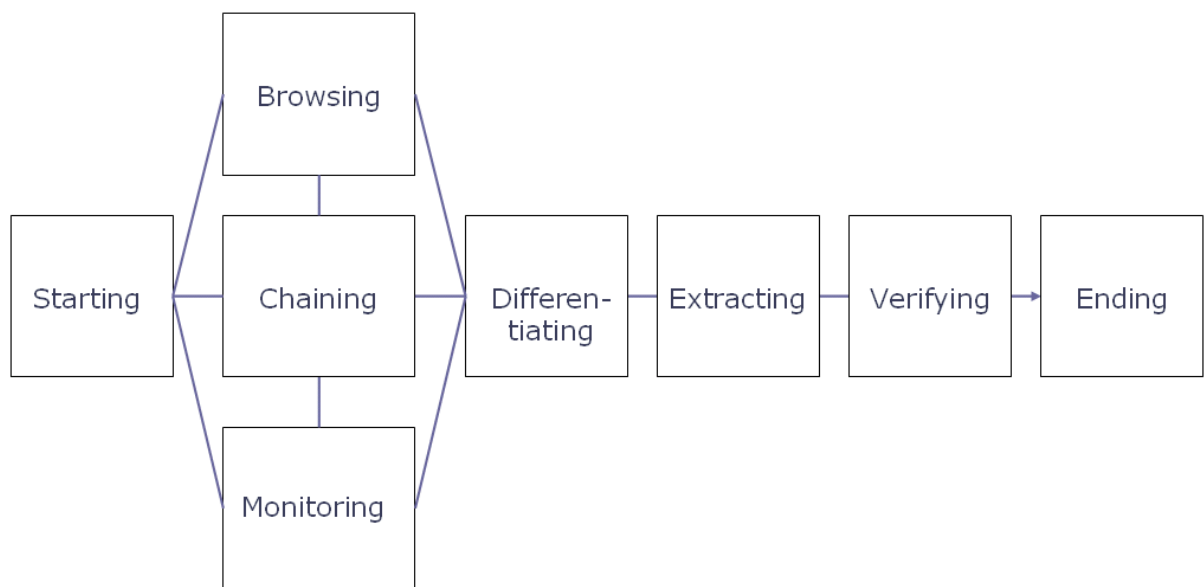 Browsing
Starting
Chaining
Differen-
tiating
Extracting
Verifying
Ending
Monitoring